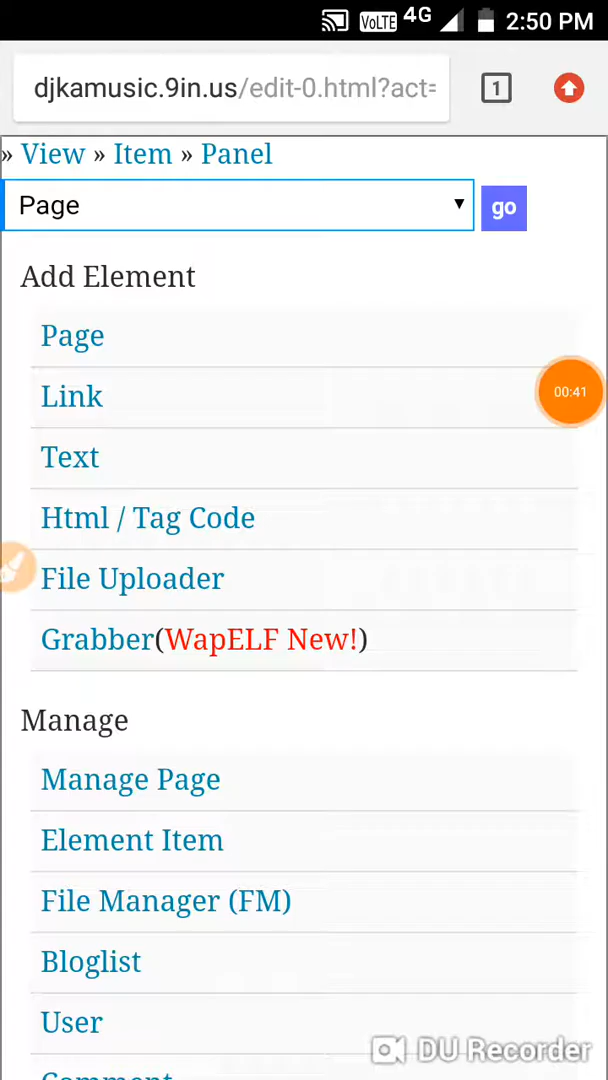 VoLTE 4G 2:50 PM
djkamusic.9in.us/edit-0.html?act= 1
» View » Item » Panel
Page go
Add Element
Page
00:41
Link
Text
Html / Tag Code
File Uploader
Grabber(WapELF New!)
Manage
Manage Page
Element Item
File Manager (FM)
Bloglist
User
Comment
DU Recorder